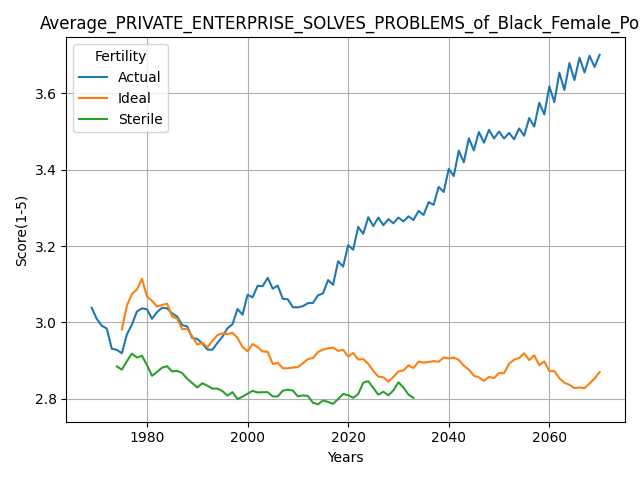 Average_PRIVATE_ENTERPRISE_SOLVES_PROBLEMS_of_Black_Female_Po
Fertility
Actual
Ideal
Sterile
3.6
3.4
3.2
3.0
2.8
Score(1-5)
1980 2000 2020 2040 2060
Years